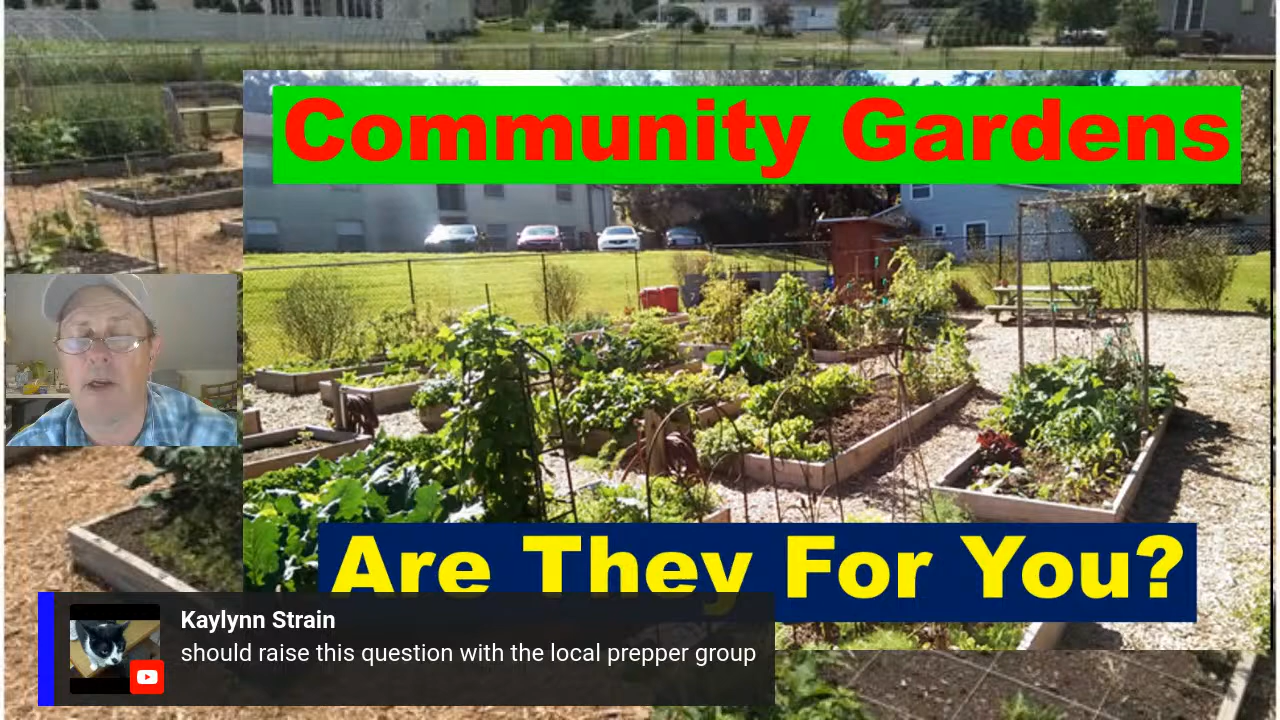 Community Gardens
Are They For You?
Kaylynn Strain
should raise this question with the local prepper group